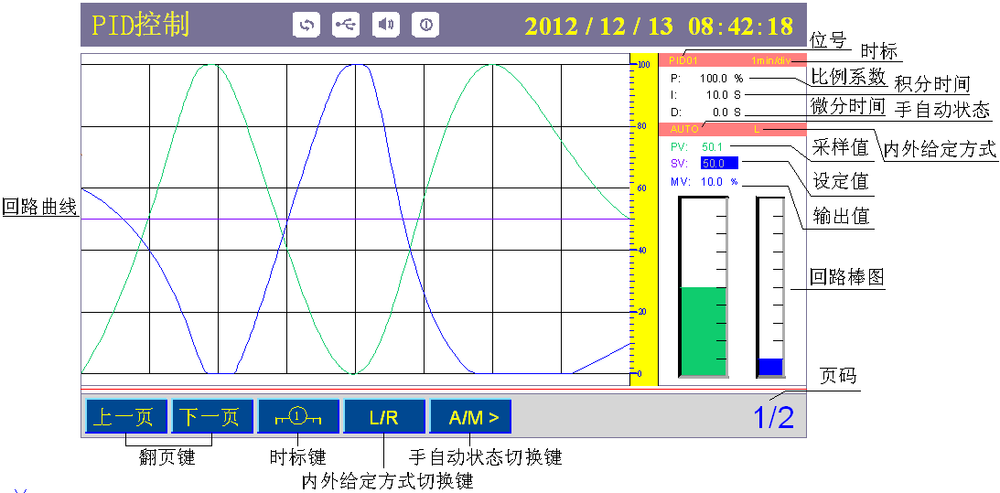 PID控制
2012 / 12 / 13 08:42:18
位号
时标
PID01 1min/div
P: 100.0 %
比例系数
I: 10.0 S
积分时间
D: 0.0 S
微分时间
手自动状态
AUTO L
内外给定方式
PV: 50.1
采样值
SV: 50.0
设定值
MV: 10.0 %
输出值
100
80
60
40
20
0
回路曲线
回路棒图
页码
1/2
上一页
下一页
1
L/R
A/M >
翻页键
时标键
手自动状态切换键
内外给定方式切换键